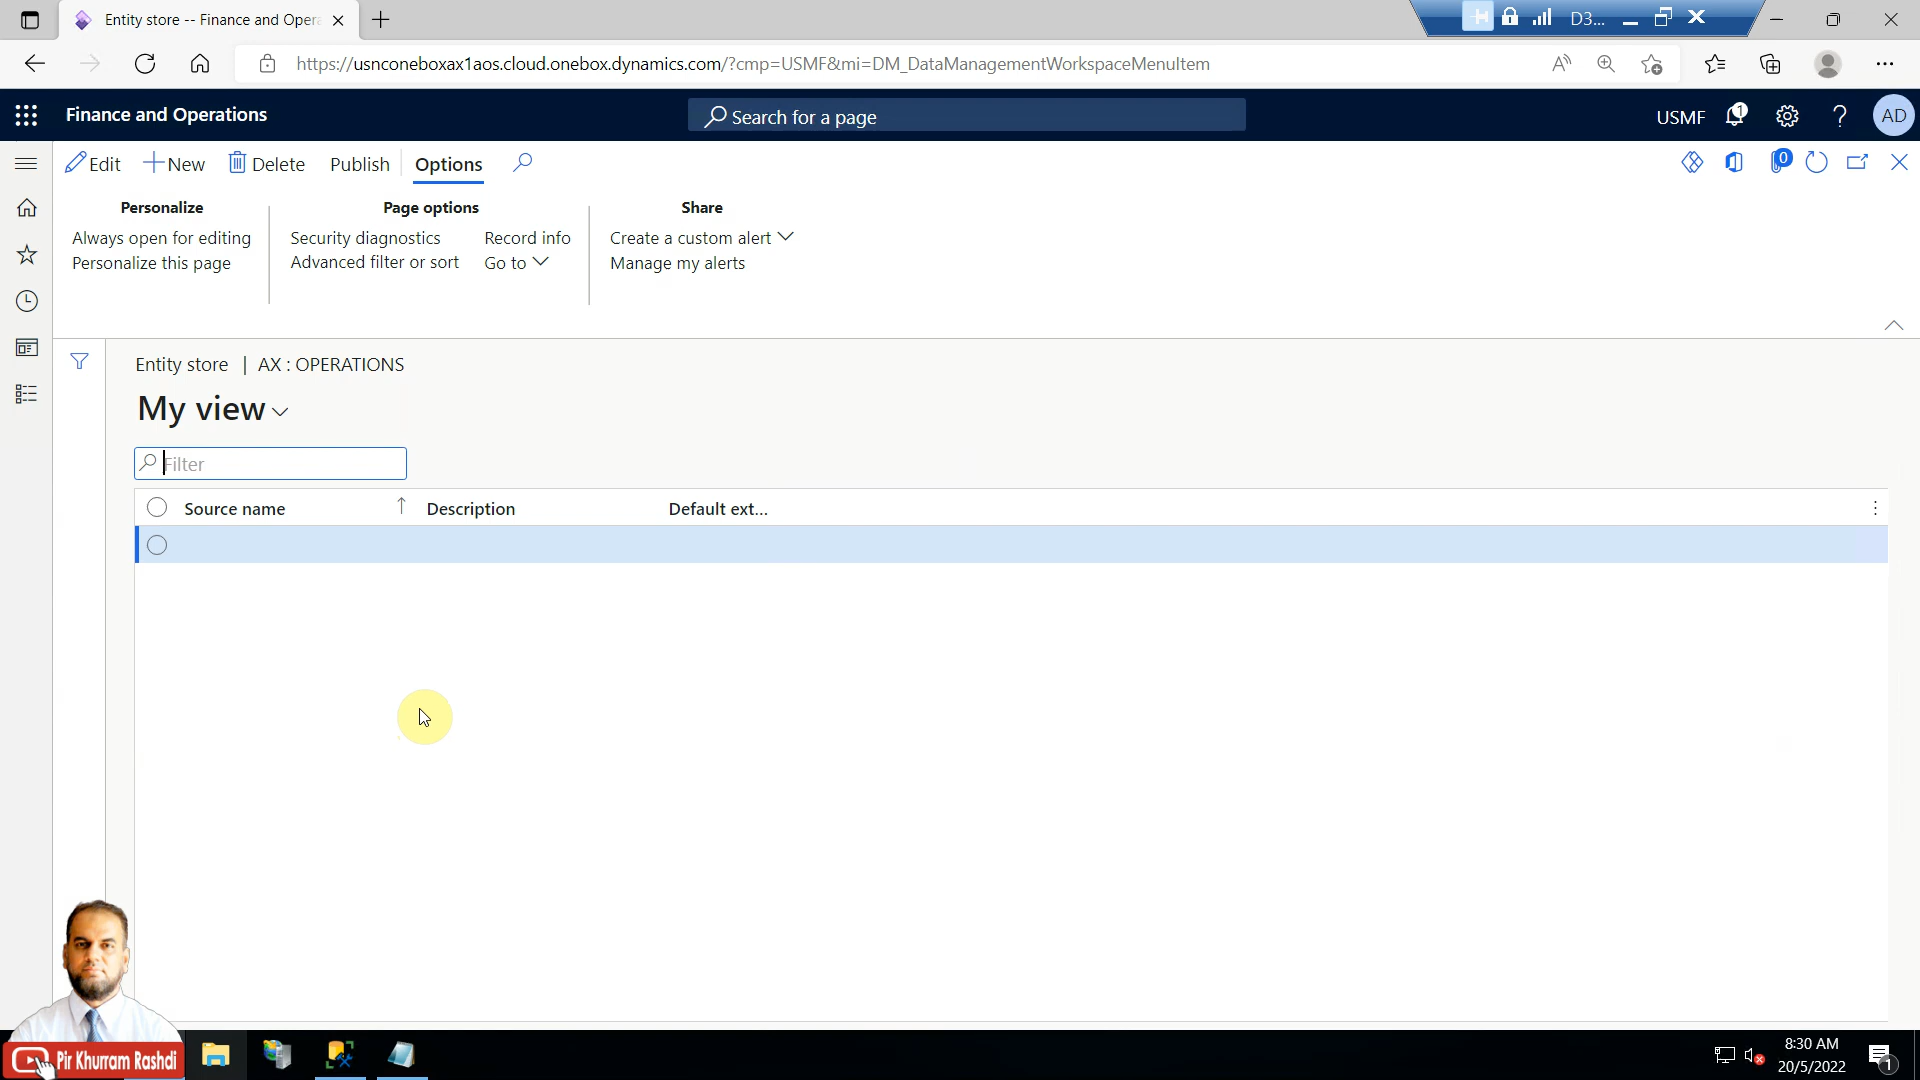 Entity store -- Finance and Opera
D3...
https://usnconeboxax1aos.cloud.onebox.dynamics.com/?cmp=USMF&mi=DM_DataManagementWorkspaceMenuItem
Finance and Operations
Search for a page
USMF
1
?
AD
Edit
New
Delete
Publish
Options
0
Personalize
Page options
Share
Always open for editing
Security diagnostics
Record info
Create a custom alert
Personalize this page
Advanced filter or sort
Go to
Manage my alerts
Entity store | AX : OPERATIONS
My view
Filter
Source name
Description
Default ext...
Pir Khurram Rashdi
8:30 AM
20/5/2022
1